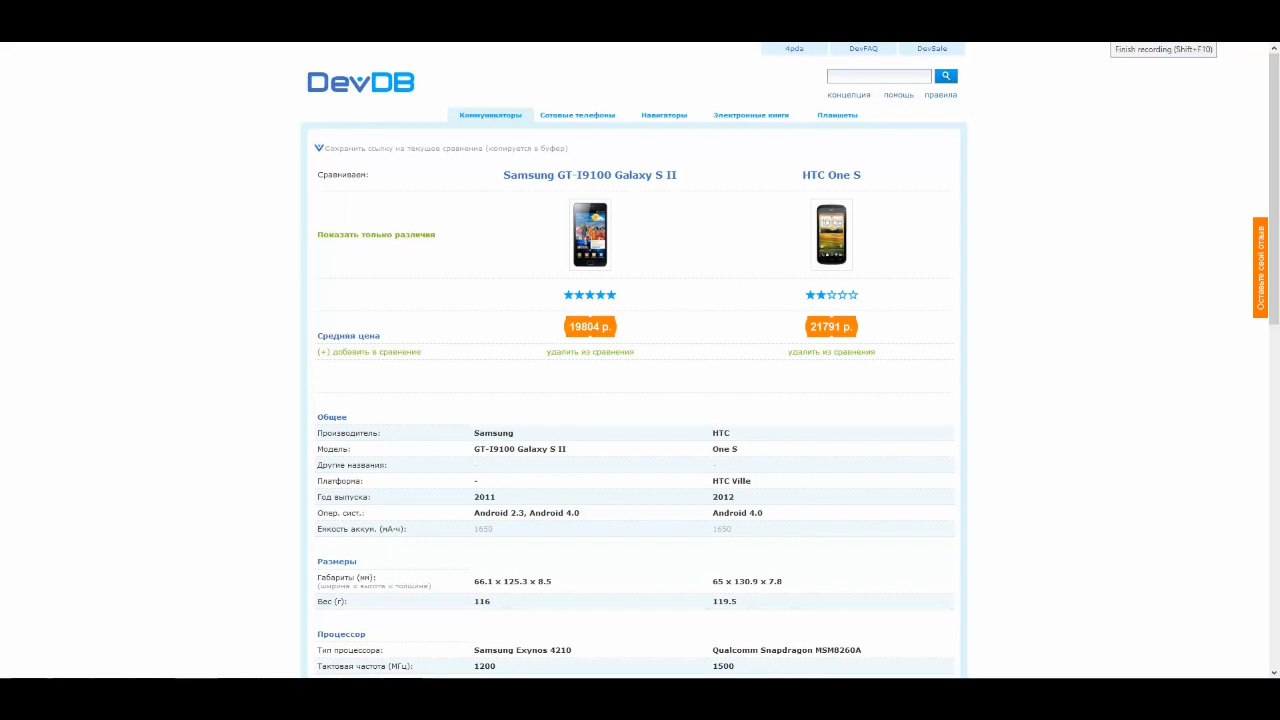 4pda DevFAQ DevSale
Finish recording (Shift+F10)
DevDB
концепция помощь правила
Коммуникаторы Сотовые телефоны Навигаторы Электронные книги Планшеты
Сохранить ссылку на текущее сравнение (копируется в буфер)
Сравниваем: Samsung GT-I9100 Galaxy S II HTC One S
Показать только различия
Оставьте свой отзыв
Средняя цена 19804 р. 21791 р.
(+) добавить в сравнение удалить из сравнения удалить из сравнения
Общее
Производитель: Samsung HTC
Модель: GT-I9100 Galaxy S II One S
Другие названия: - -
Платформа: - HTC Ville
Год выпуска: 2011 2012
Опер. сист.: Android 2.3, Android 4.0 Android 4.0
Емкость аккум. (мА·ч): 1650 1650
Размеры
Габариты (мм): 66.1 x 125.3 x 8.5 65 x 130.9 x 7.8
(ширина x высота x толщина)
Вес (г): 116 119.5
Процессор
Тип процессора: Samsung Exynos 4210 Qualcomm Snapdragon MSM8260A
Тактовая частота (МГц): 1200 1500